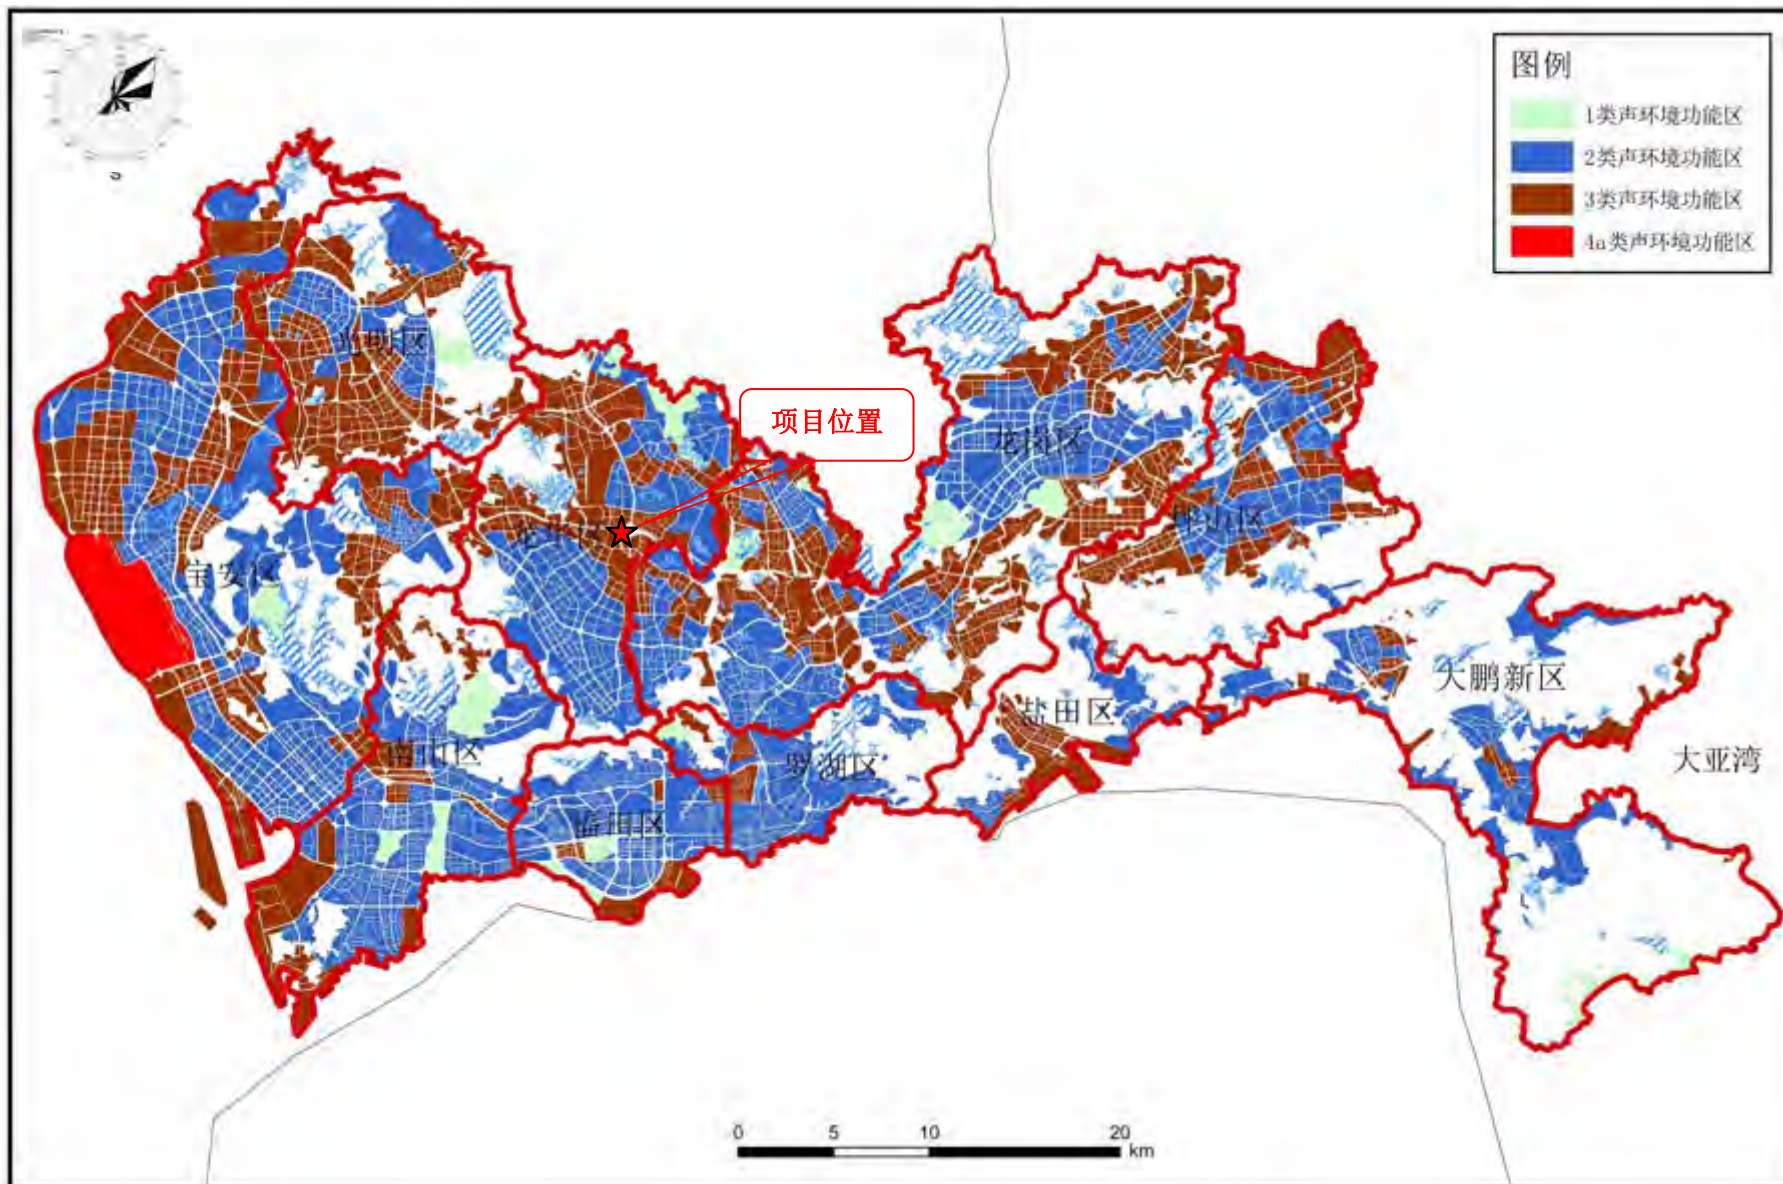 图例
1类声环境功能区
2类声环境功能区
3类声环境功能区
4a类声环境功能区
光明区
项目位置
龙岗区
龙华区
坪山区
宝安区
大鹏新区
盐田区
南山区
罗湖区
大亚湾
福田区
0 5 10 20
km